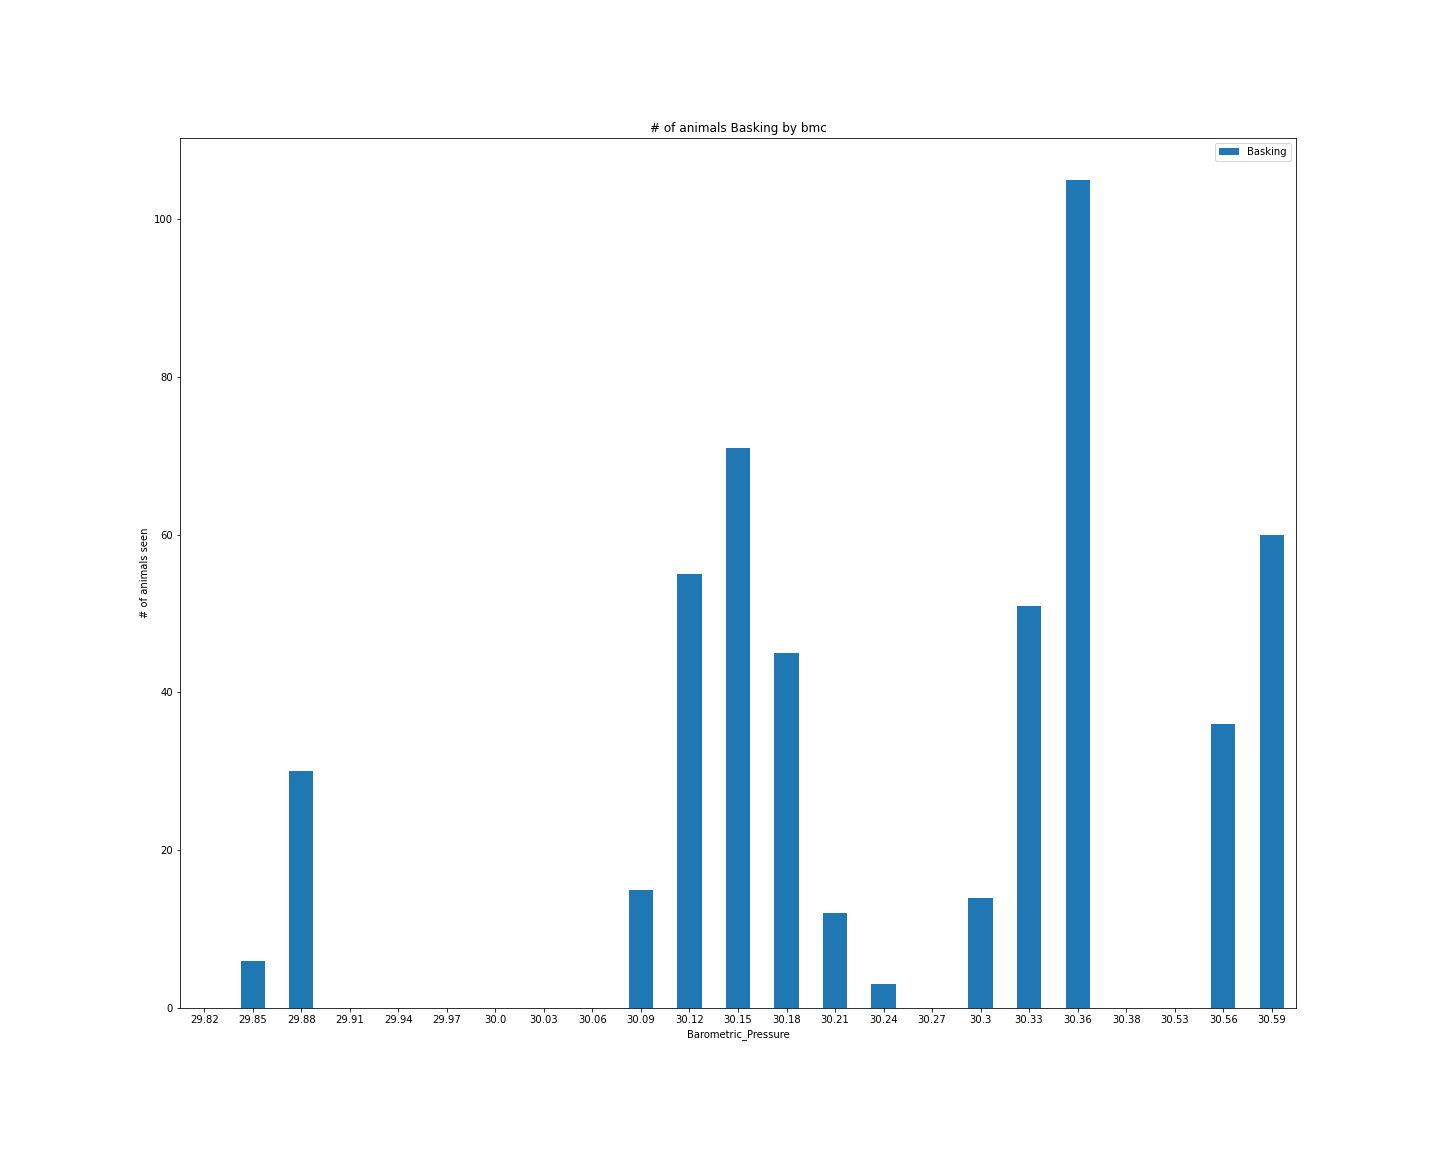 # of animals Basking by bmc
Basking
100
80
60
40
20
0
# of animals seen
29.82 29.85 29.88 29.91 29.94 29.97 30.0 30.03 30.06 30.09 30.12 30.15 30.18 30.21 30.24 30.27 30.3 30.33 30.36 30.38 30.53 30.56 30.59
Barometric_Pressure